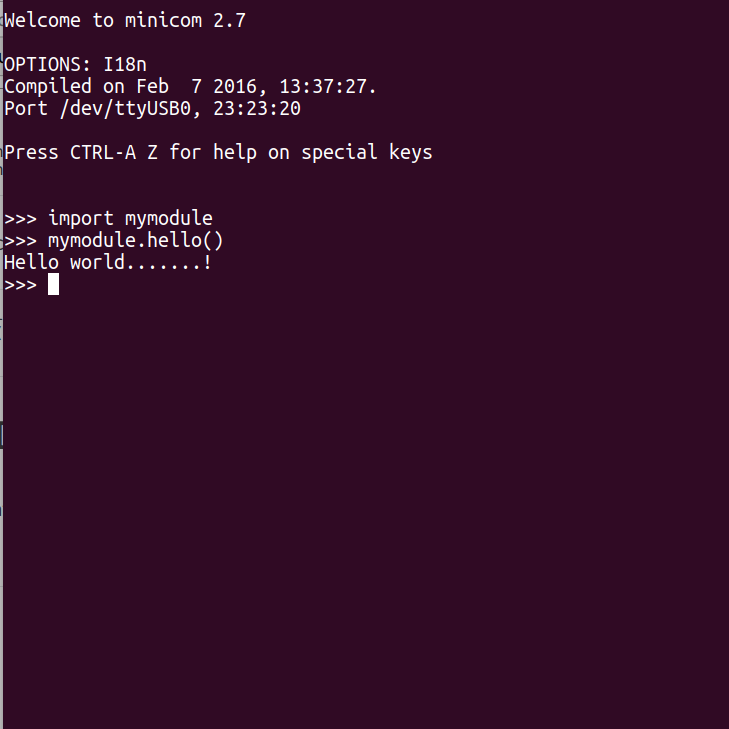 Welcome to minicom 2.7
OPTIONS: I18n
Compiled on Feb  7 2016, 13:37:27.
Port /dev/ttyUSB0, 23:23:20
Press CTRL-A Z for help on special keys
>>> import mymodule
>>> mymodule.hello()
Hello world.......!
>>>